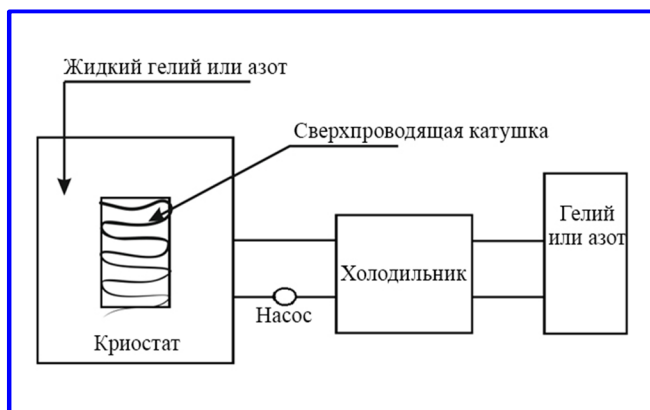 Жидкий гелий или азот
Сверхпроводящая катушка
Гелий
или азот
Холодильник
Насос
Криостат